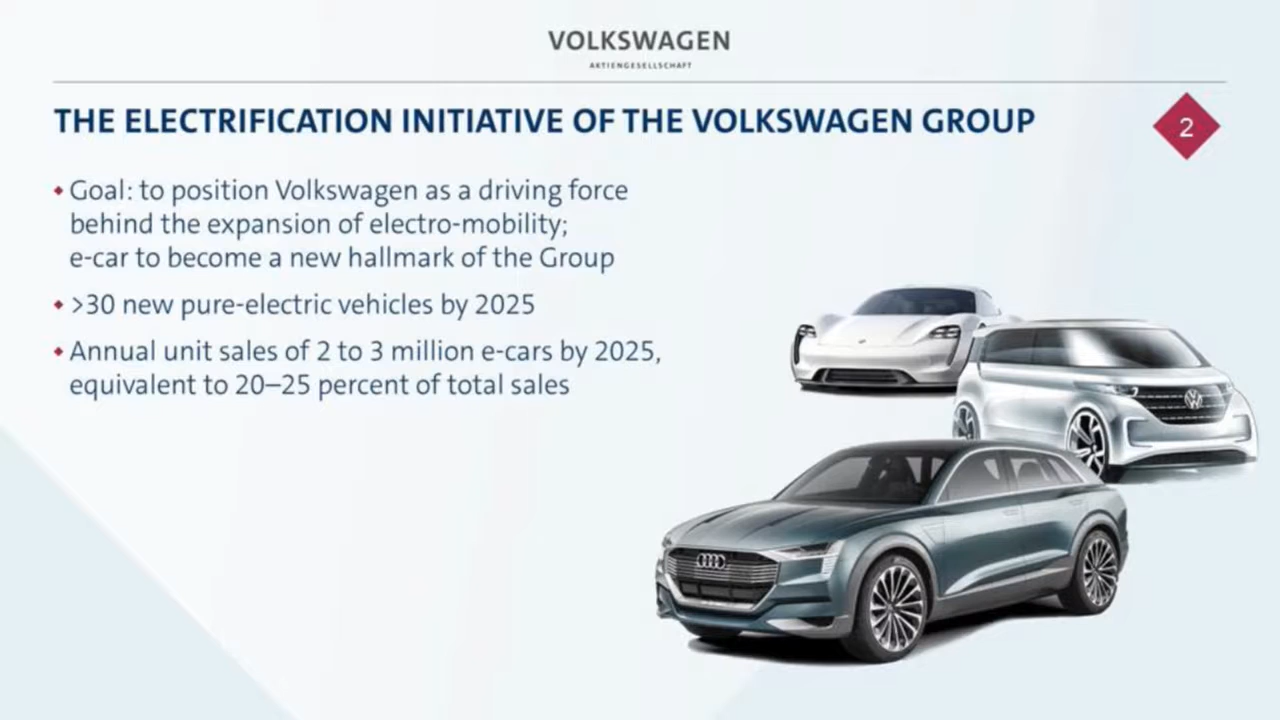 VOLKSWAGEN
AKTIENGESELLSCHAFT
THE ELECTRIFICATION INITIATIVE OF THE VOLKSWAGEN GROUP
2
Goal: to position Volkswagen as a driving force
behind the expansion of electro-mobility;
e-car to become a new hallmark of the Group
>30 new pure-electric vehicles by 2025
Annual unit sales of 2 to 3 million e-cars by 2025,
equivalent to 20–25 percent of total sales